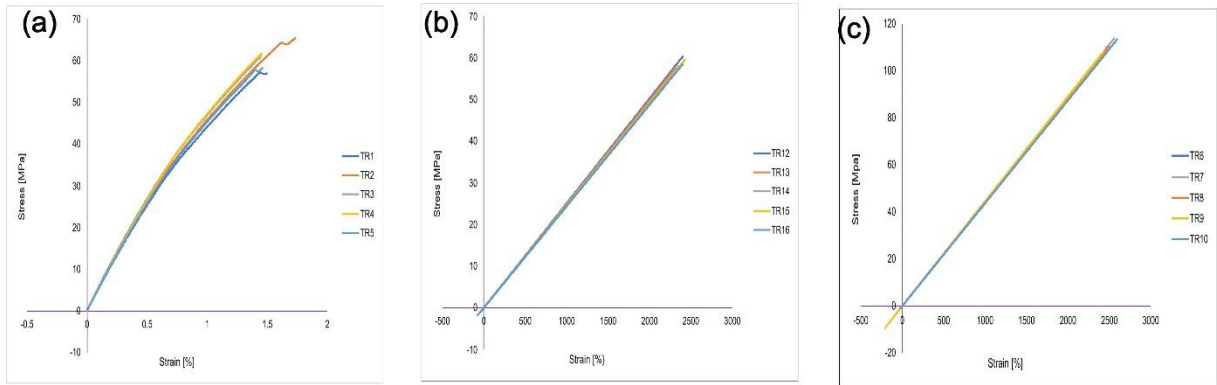 (a)
70
60
50
40
30
20
10
0
-10
-0.5
0
0.5
1
1.5
2
Stress [MPa]
Strain [%]
TR1
TR2
TR3
TR4
TR5
(b)
70
60
50
40
30
20
10
0
-10
-500
0
500
1000
1500
2000
2500
3000
Stress [MPa]
Strain [%]
TR12
TR13
TR14
TR15
TR16
(c)
120
100
80
60
40
20
0
-20
-500
0
500
1000
1500
2000
2500
3000
Stress [Mpa]
Strain [%]
TR6
TR7
TR8
TR9
TR10